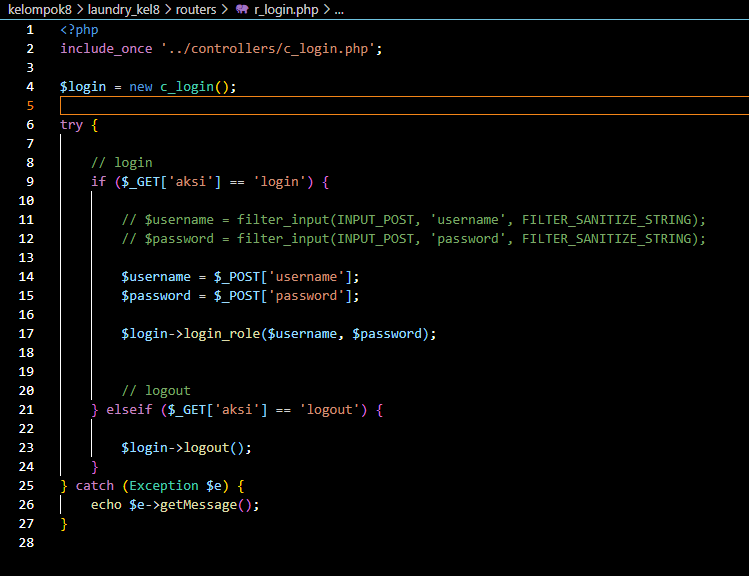 kelompok8 > laundry_kel8 > routers > r_login.php > ...
1 <?php
2 include_once '../controllers/c_login.php';
3
4 $login = new c_login();
5
6 try {
7
8 // login
9 if ($_GET['aksi'] == 'login') {
10
11 // $username = filter_input(INPUT_POST, 'username', FILTER_SANITIZE_STRING);
12 // $password = filter_input(INPUT_POST, 'password', FILTER_SANITIZE_STRING);
13
14 $username = $_POST['username'];
15 $password = $_POST['password'];
16
17 $login->login_role($username, $password);
18
19
20 // logout
21 } elseif ($_GET['aksi'] == 'logout') {
22
23 $login->logout();
24 }
25 } catch (Exception $e) {
26 echo $e->getMessage();
27 }
28